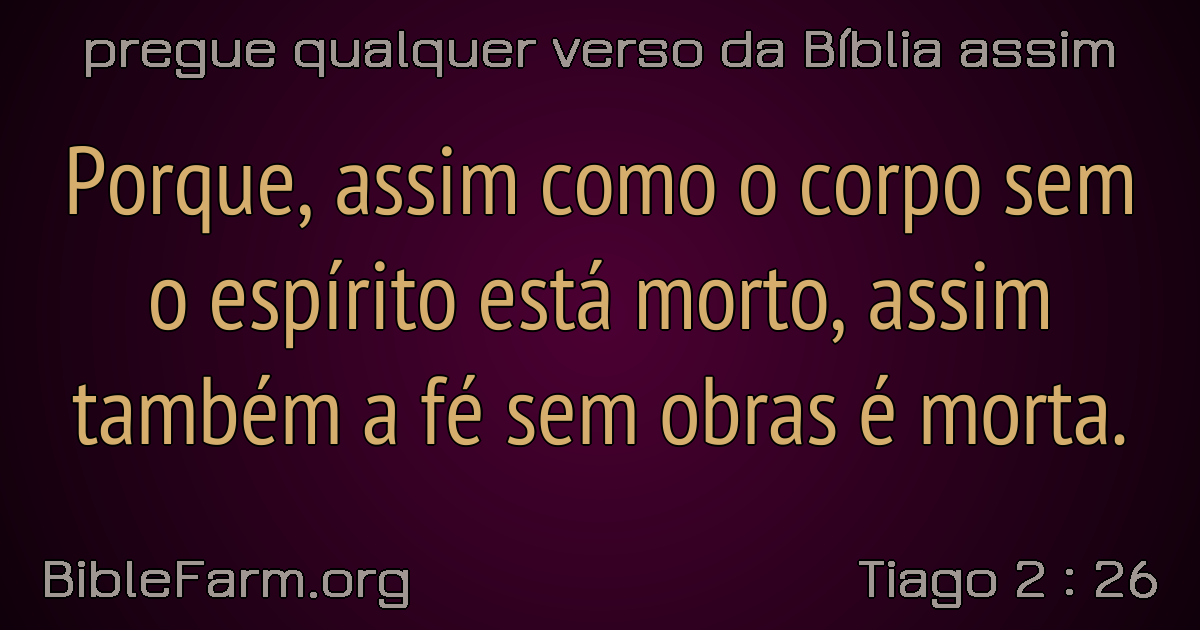 pregue qualquer verso da Bíblia assim
Porque, assim como o corpo sem
o espírito está morto, assim
também a fé sem obras é morta.
BibleFarm.org
Tiago 2 : 26